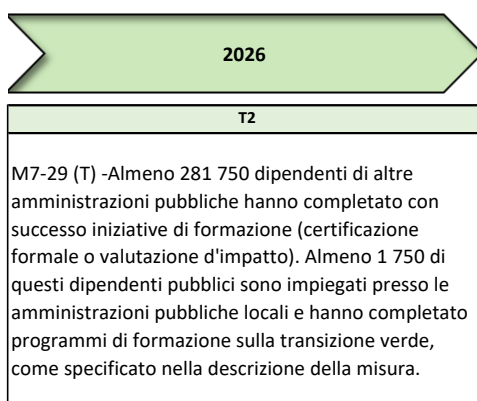 2026
T2
M7-29 (T) -Almeno 281 750 dipendenti di altre
amministrazioni pubbliche hanno completato con
successo iniziative di formazione (certificazione
formale o valutazione d'impatto). Almeno 1 750 di
questi dipendenti pubblici sono impiegati presso le
amministrazioni pubbliche locali e hanno completato
programmi di formazione sulla transizione verde,
come specificato nella descrizione della misura.